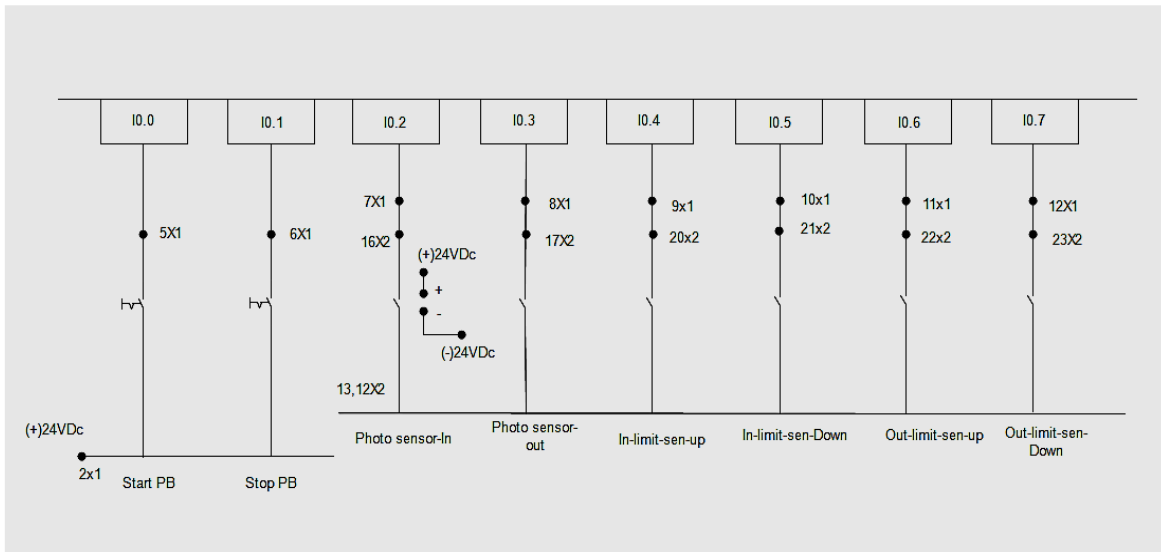 I0.0
I0.1
I0.2
I0.3
I0.4
I0.5
I0.6
I0.7
7X1
8X1
9x1
10x1
11x1
12X1
5X1
6X1
16X2
17X2
20x2
21x2
22x2
23X2
(+)24VDc
+
-
(-)24VDc
13,12X2
(+)24VDc
2x1
Start PB
Stop PB
Photo sensor-In
Photo sensor-
out
In-limit-sen-up
In-limit-sen-Down
Out-limit-sen-up
Out-limit-sen-
Down